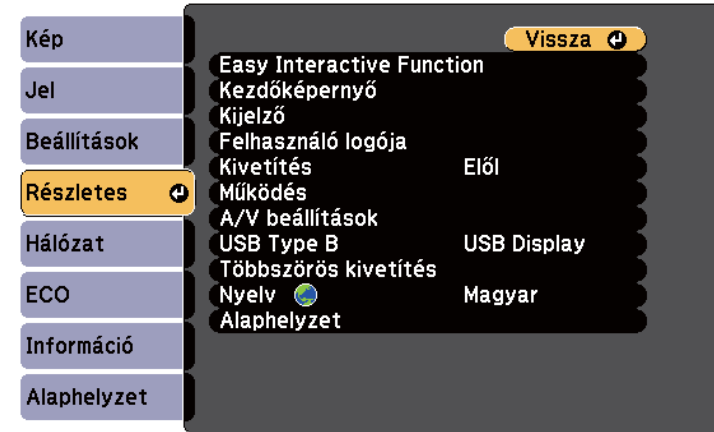 Kép
Jel
Beállítások
Részletes
Hálózat
ECO
Információ
Alaphelyzet
Vissza
Easy Interactive Function
Kezdőképernyő
Kijelző
Felhasználó logója
Kivetítés Elől
Működés
A/V beállítások
USB Type B USB Display
Többszörös kivetítés
Nyelv Magyar
Alaphelyzet